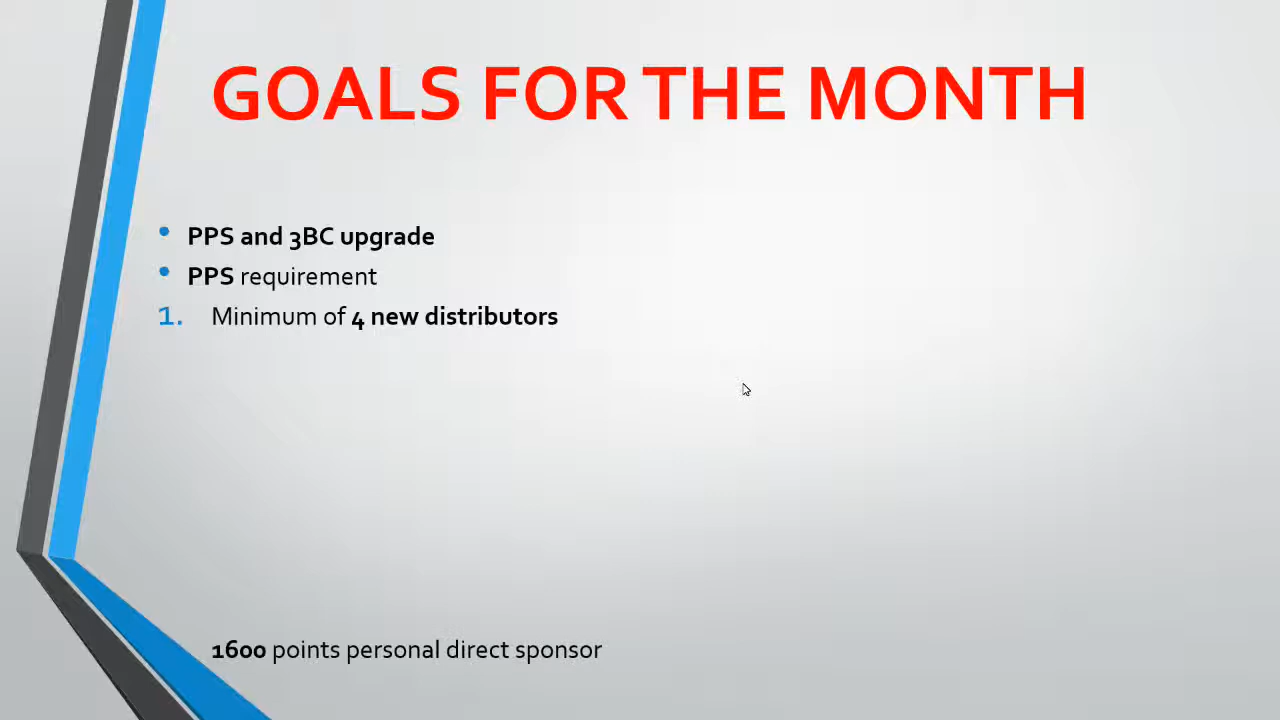 GOALS FOR THE MONTH
• PPS and 3BC upgrade
• PPS requirement
1. Minimum of 4 new distributors
1600 points personal direct sponsor